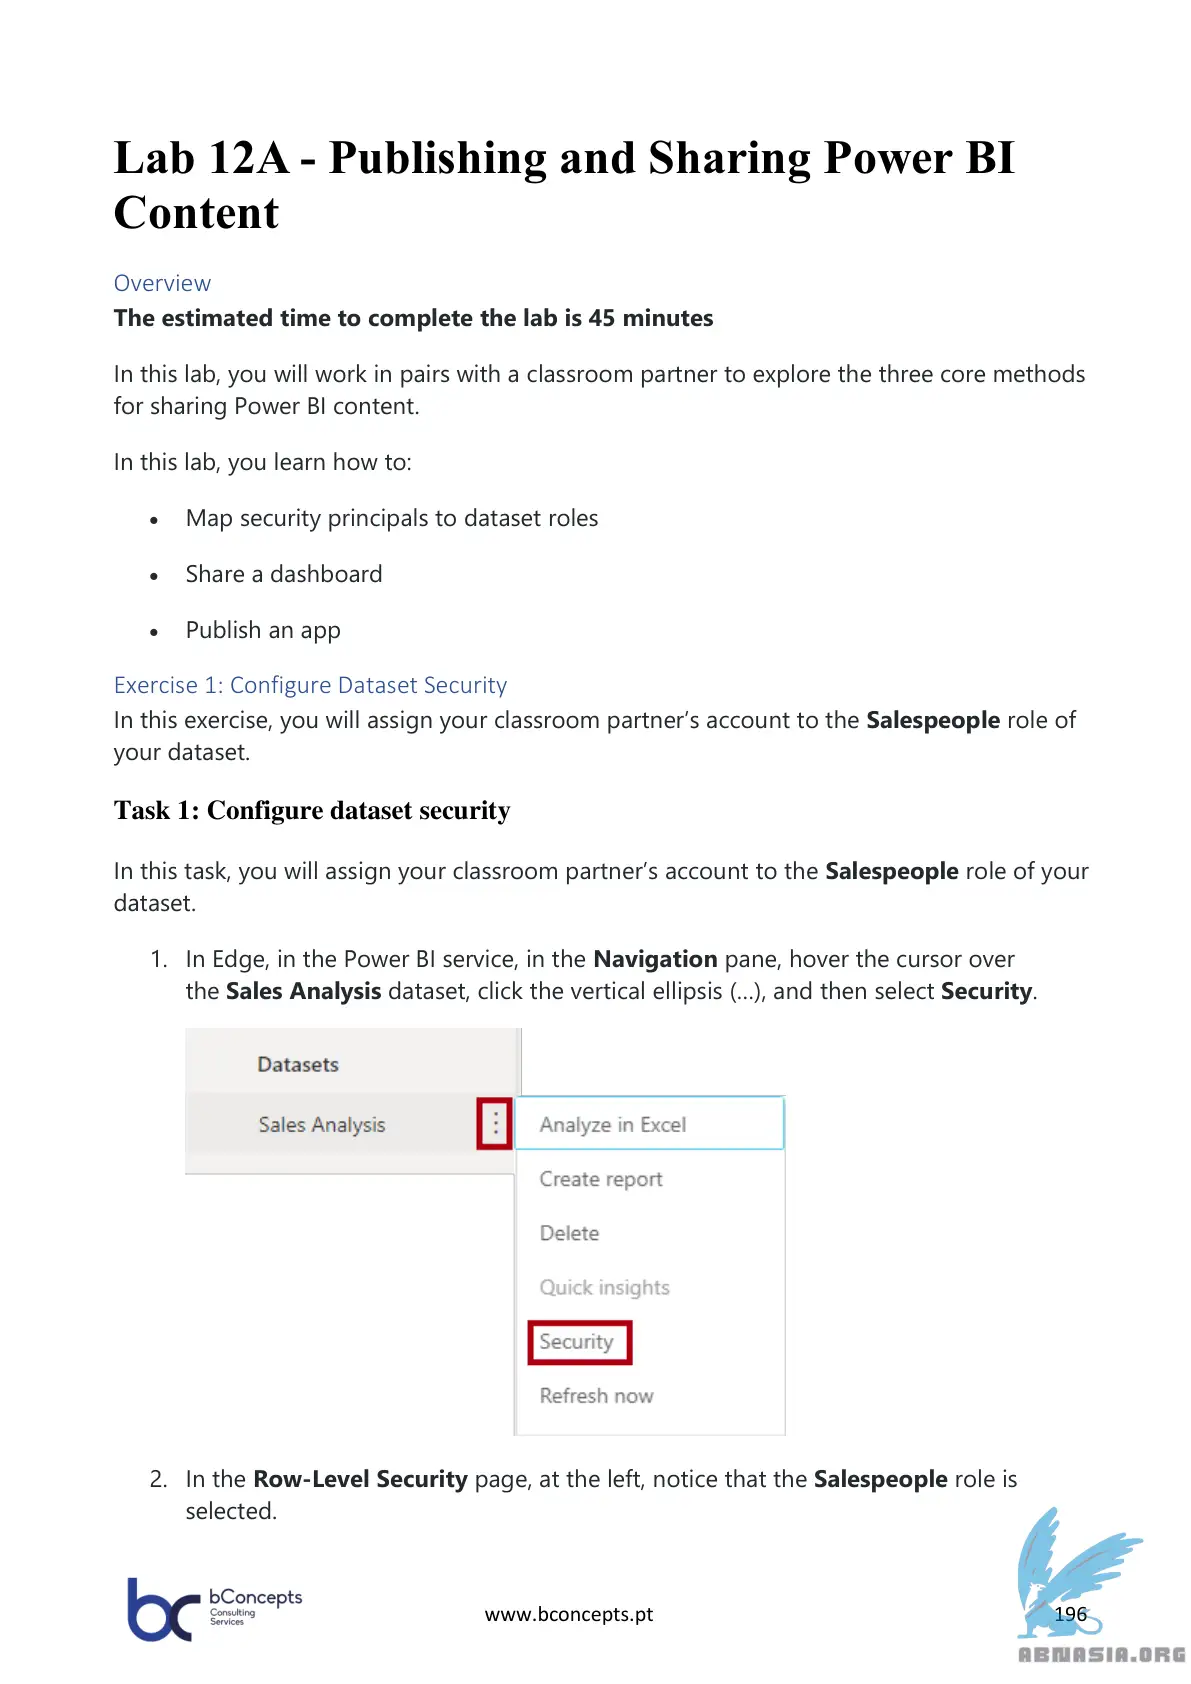 Lab 12A - Publishing and Sharing Power BI
Content
Overview
The estimated time to complete the lab is 45 minutes
In this lab, you will work in pairs with a classroom partner to explore the three core methods
for sharing Power BI content.
In this lab, you learn how to:
• Map security principals to dataset roles
• Share a dashboard
• Publish an app
Exercise 1: Configure Dataset Security
In this exercise, you will assign your classroom partner’s account to the Salespeople role of
your dataset.
Task 1: Configure dataset security
In this task, you will assign your classroom partner’s account to the Salespeople role of your
dataset.
1. In Edge, in the Power BI service, in the Navigation pane, hover the cursor over
the Sales Analysis dataset, click the vertical ellipsis (…), and then select Security.
Datasets
Sales Analysis
Analyze in Excel
Create report
Delete
Quick insights
Security
Refresh now
2. In the Row-Level Security page, at the left, notice that the Salespeople role is
selected.
bc bConcepts
Consulting
Services
www.bconcepts.pt
196
ABNASIA.ORG